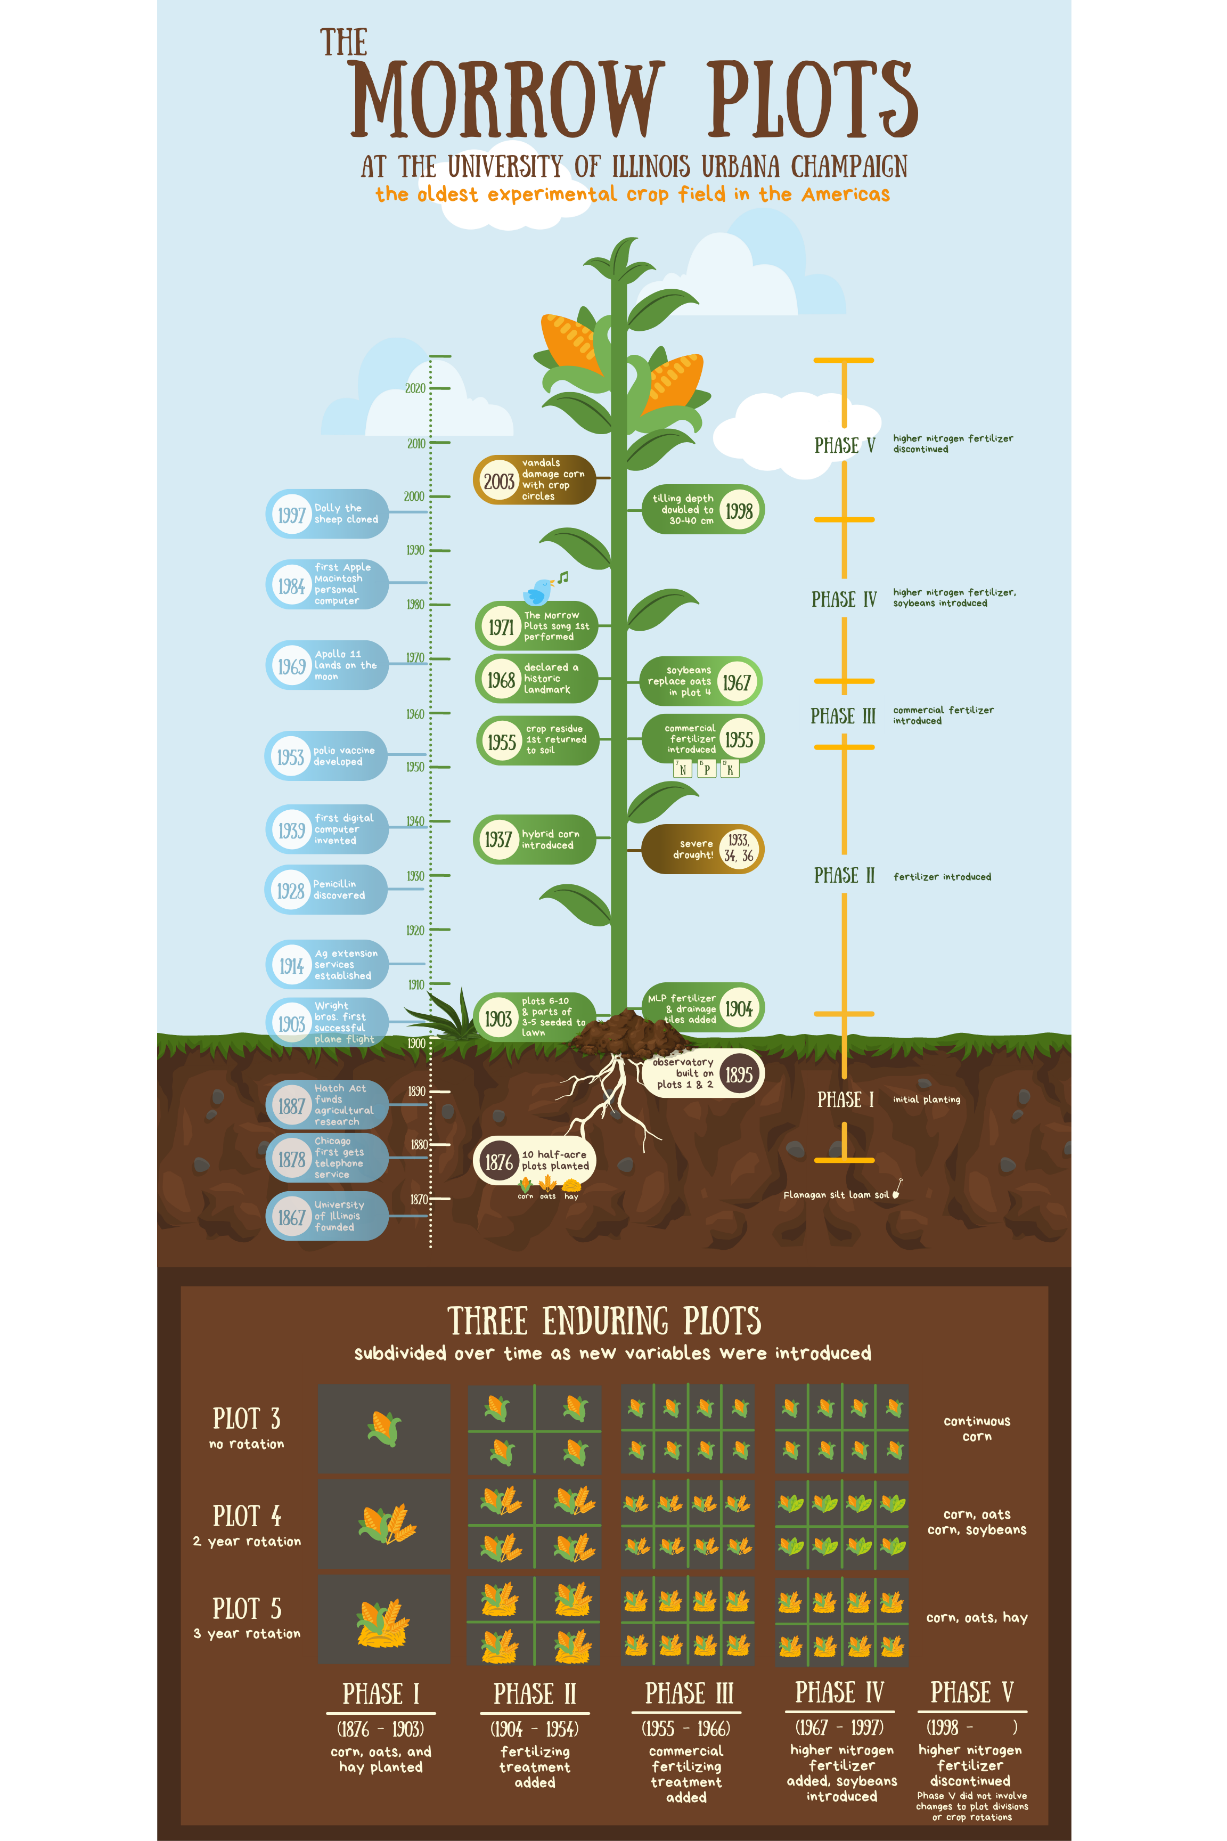 THE
MORROW PLOTS
AT THE UNIVERSITY OF ILLINOIS URBANA CHAMPAIGN
the oldest experimental crop field in the Americas
2020
2010
2000
1990
1980
1970
1960
1950
1940
1930
1920
1910
1900
1890
1880
1870
1997
Dolly the
sheep cloned
1984
first Apple
Macintosh
personal
computer
1969
Apollo 11
lands on the
moon
1953
polio vaccine
developed
1939
first digital
computer
invented
1928
Penicillin
discovered
1914
Ag extension
services
established
1903
Wright
bros. first
successful
plane flight
1887
Hatch Act
funds
agricultural
research
1878
Chicago
first gets
telephone
service
1867
University
of Illinois
founded
2003
vandals
damage corn
with crop
circles
tilling depth
doubled to
30-40 cm
1998
1971
The Morrow
Plots song 1st
performed
1968
declared a
historic
landmark
soybeans
replace oats
in plot 4
1967
1955
crop residue
1st returned
to soil
commercial
fertilizer
introduced
1955
N
P
K
1937
hybrid corn
introduced
severe
drought!
1933,
34, 36
1903
plots 6-10
& parts of
3-5 seeded to
lawn
MLP fertilizer
& drainage
tiles added
1904
observatory
built on
plots 1 & 2
1895
1876
10 half-acre
plots planted
corn
oats
hay
PHASE V
higher nitrogen fertilizer
discontinued
PHASE IV
higher nitrogen fertilizer,
soybeans introduced
PHASE III
commercial fertilizer
introduced
PHASE II
fertilizer introduced
PHASE I
initial planting
Flanagan silt loam soil
THREE ENDURING PLOTS
subdivided over time as new variables were introduced
PLOT 3
no rotation
continuous
corn
PLOT 4
2 year rotation
corn, oats
corn, soybeans
PLOT 5
3 year rotation
corn, oats, hay
PHASE I
(1876 - 1903)
corn, oats, and
hay planted
PHASE II
(1904 - 1954)
fertilizing
treatment
added
PHASE III
(1955 - 1966)
commercial
fertilizing
treatment
added
PHASE IV
(1967 - 1997)
higher nitrogen
fertilizer
added, soybeans
introduced
PHASE V
(1998 - )
higher nitrogen
fertilizer
discontinued
Phase V did not involve
changes to plot divisions
or crop rotations